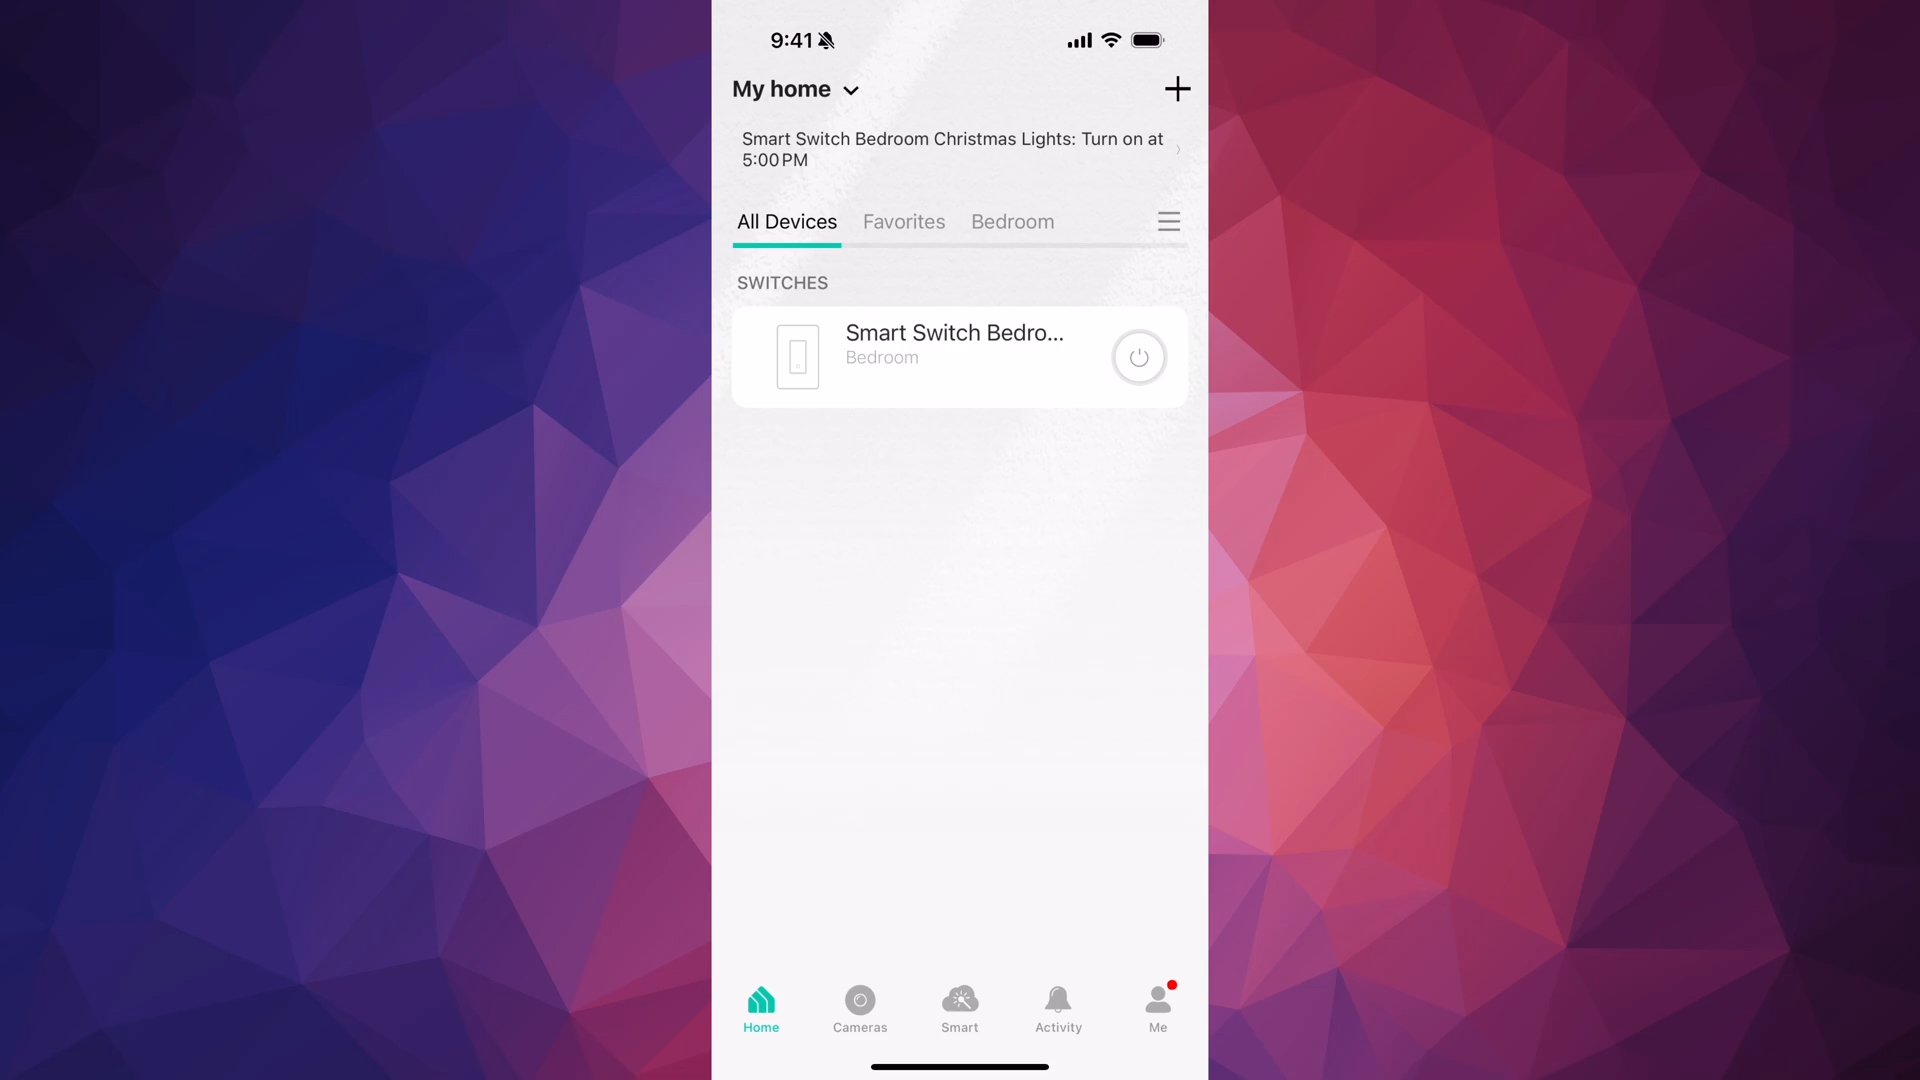 9:41
My home
Smart Switch Bedroom Christmas Lights: Turn on at
5:00 PM
All Devices
Favorites
Bedroom
SWITCHES
Smart Switch Bedro...
Bedroom
Home
Cameras
Smart
Activity
Me